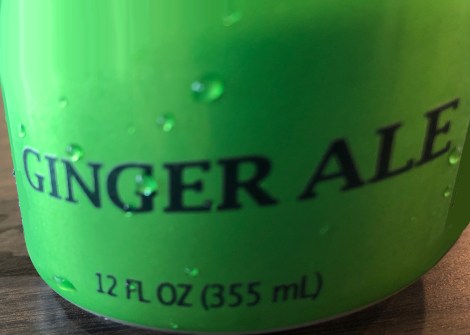 GINGER ALE
12 FL OZ (355 mL)